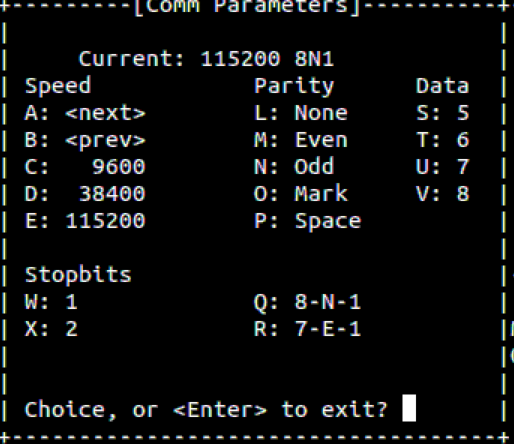 +---------[Comm Parameters]----------+
|                                    |
|     Current: 115200 8N1            |
| Speed            Parity      Data  |
| A: <next>        L: None     S: 5  |
| B: <prev>        M: Even     T: 6  |
| C:   9600        N: Odd      U: 7  |
| D:  38400        O: Mark     V: 8  |
| E: 115200        P: Space          |
|                                    |
| Stopbits                           |
| W: 1             Q: 8-N-1          |
| X: 2             R: 7-E-1          |
|                                    |
|                                    |
| Choice, or <Enter> to exit?        |
+------------------------------------+